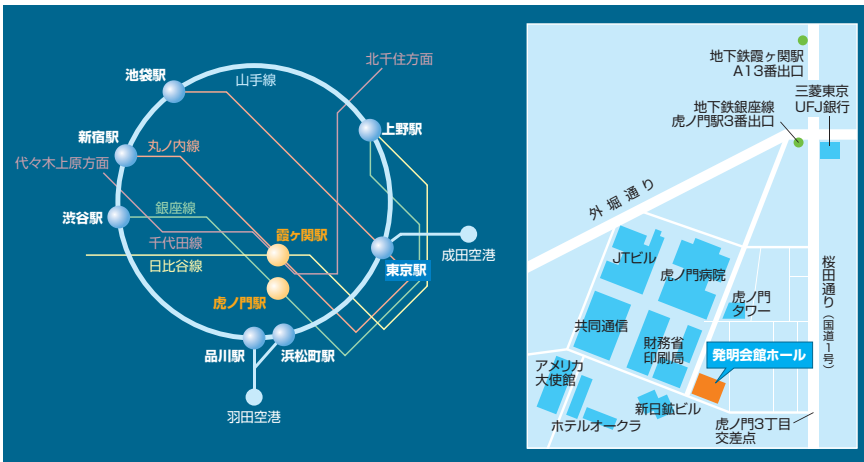 北千住方面
山手線
池袋駅
上野駅
新宿駅
丸ノ内線
代々木上原方面
銀座線
渋谷駅
霞ヶ関駅
千代田線
日比谷線
東京駅
成田空港
虎ノ門駅
品川駅
浜松町駅
羽田空港
地下鉄霞ヶ関駅
A13番出口
三菱東京
UFJ銀行
地下鉄銀座線
虎ノ門駅3番出口
外堀通り
JTビル
虎ノ門病院
桜田通り（国道1号）
虎ノ門
タワー
共同通信
財務省
印刷局
発明会館ホール
アメリカ
大使館
新日鉱ビル
ホテルオークラ
虎ノ門3丁目
交差点